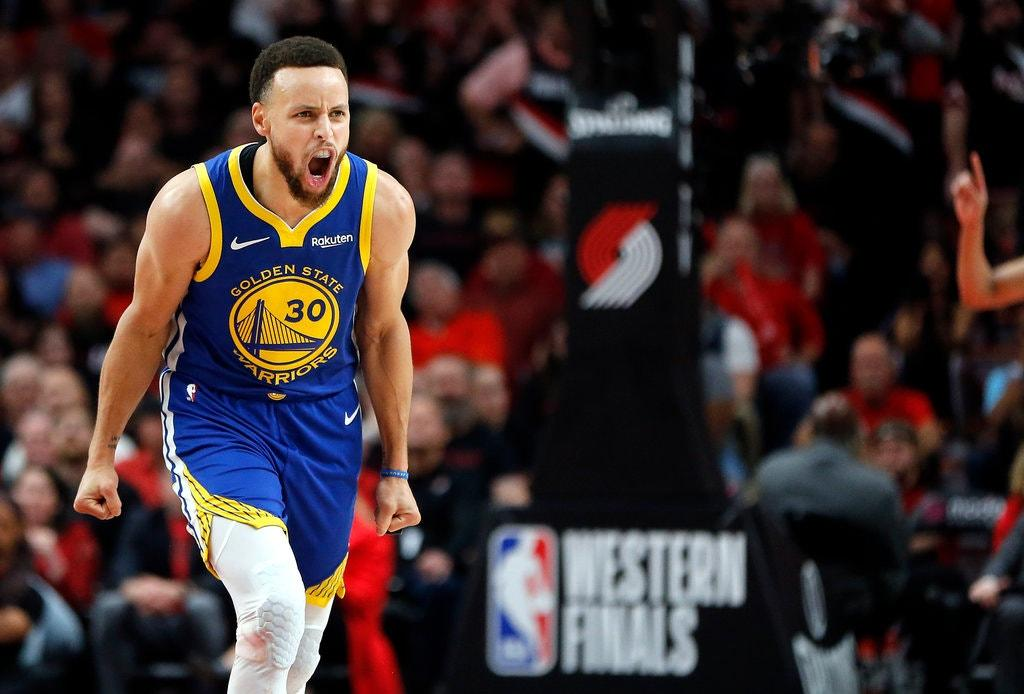 SPALDING
Rakuten
GOLDEN STATE
30
WARRIORS
WESTERN
FINALS